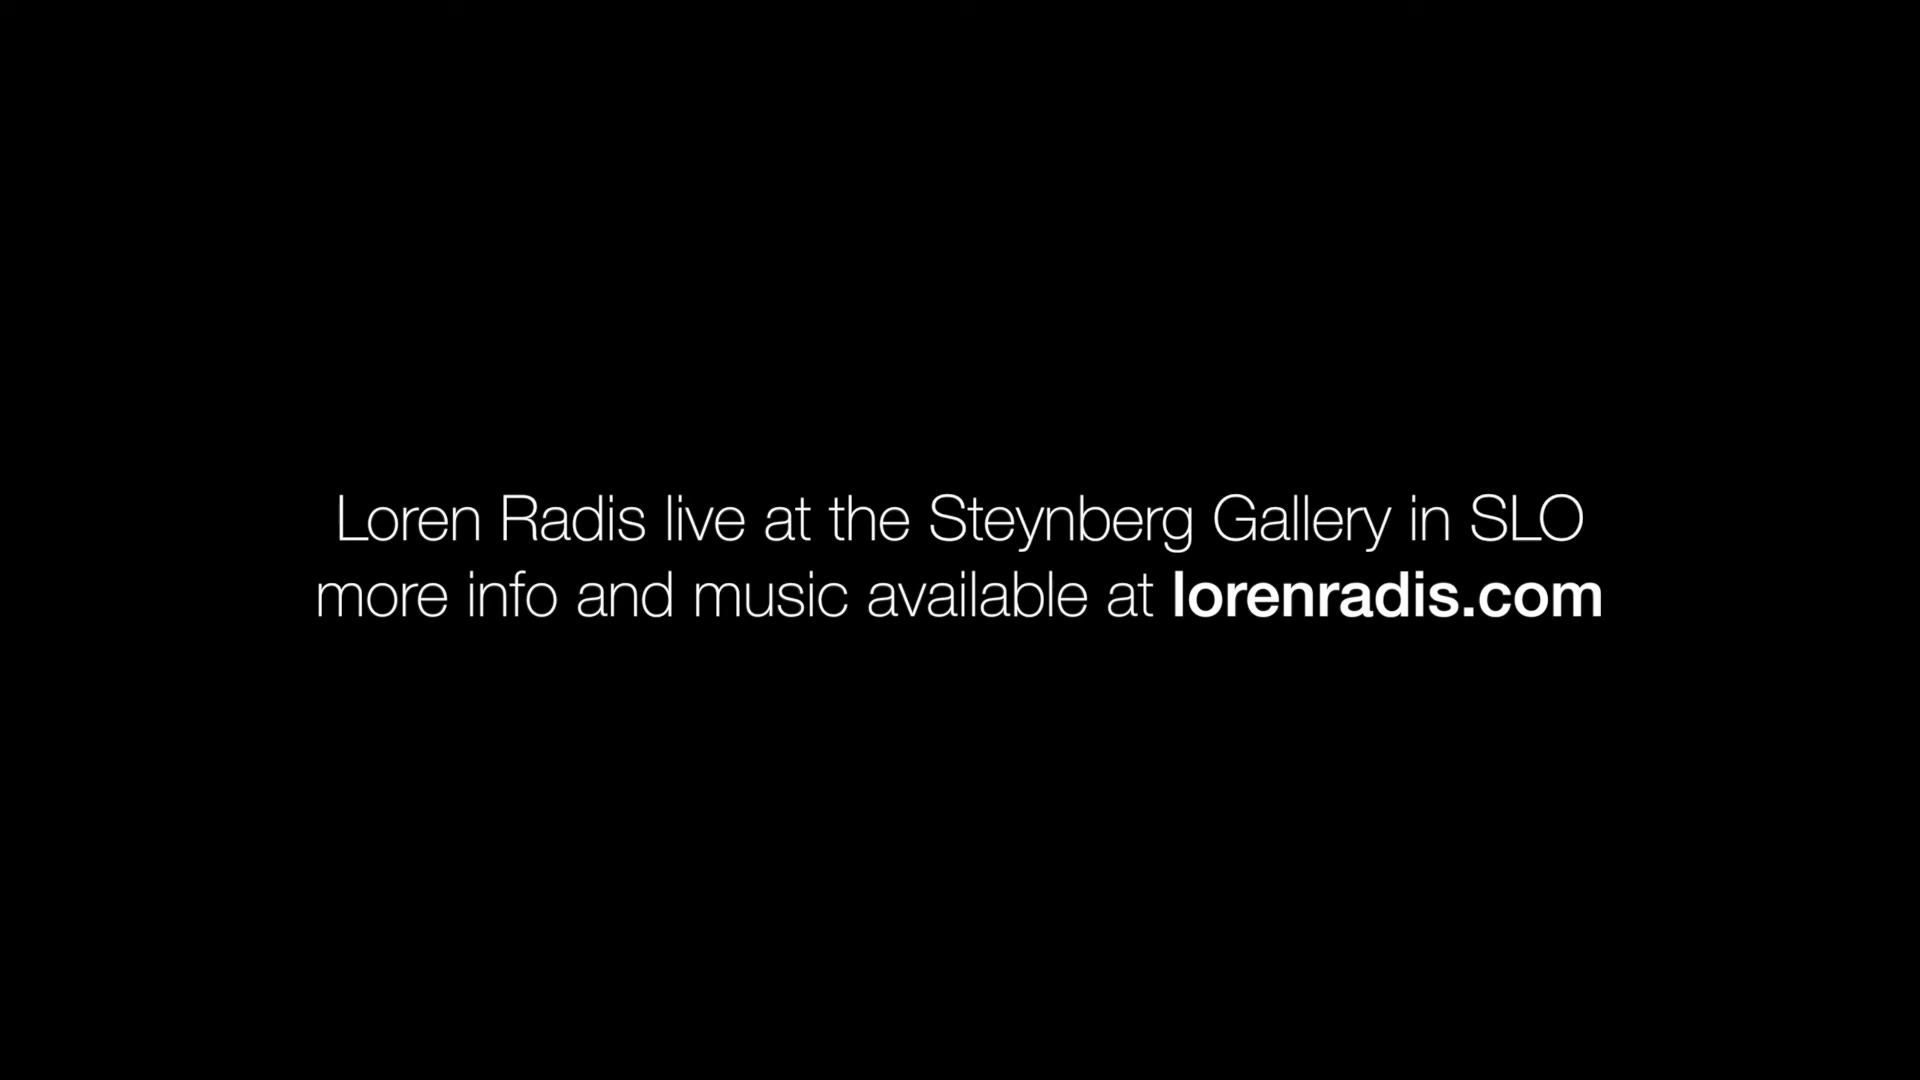 Loren Radis live at the Steynberg Gallery in SLO
more info and music available at lorenradis.com